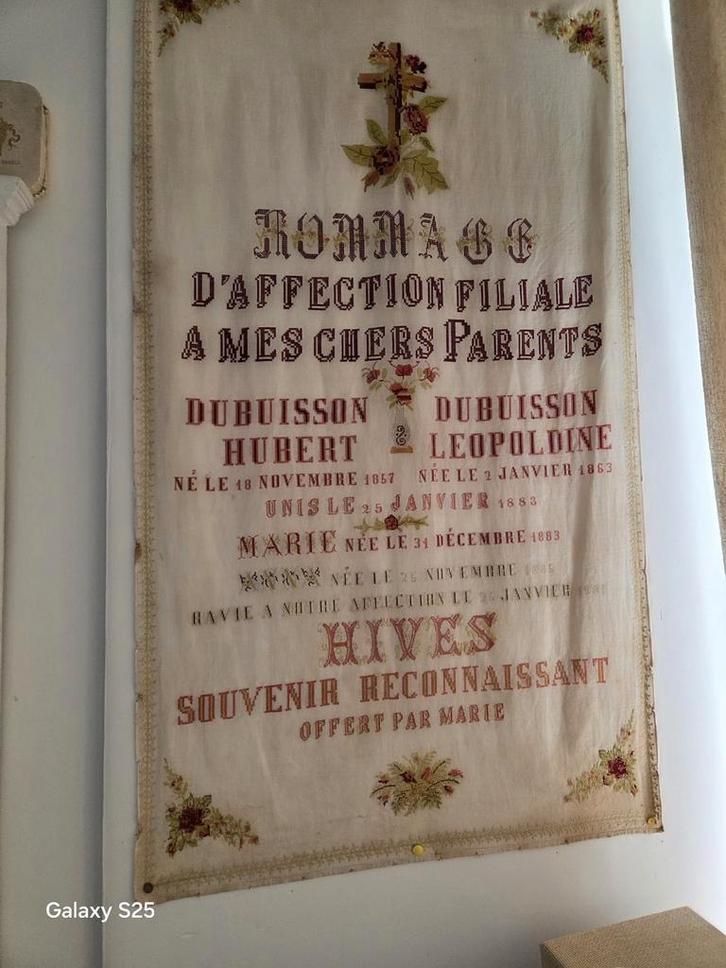 HOMMAGE
D'AFFECTION FILIALE
A MES CHERS PARENTS
DUBUISSON DUBUISSON
HUBERT LEOPOLDINE
NÉ LE 18 NOVEMBRE 1857 NÉE LE 2 JANVIER 1863
UNIS LE 25 JANVIER 1883
MARIE NÉE LE 31 DÉCEMBRE 1883
NÉE LE 25 NOVEMBRE
RAVIE A NOTRE AFFECTION LE JANVIER
HIVES
SOUVENIR RECONNAISSANT
OFFERT PAR MARIE
Galaxy S25